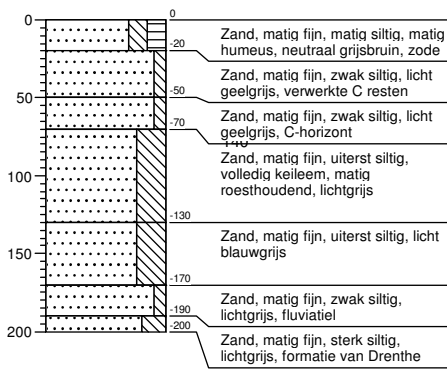 0
50
100
150
200
0
-20
-50
-70
-130
-170
-190
-200
Zand, matig fijn, matig siltig, matig
humeus, neutraal grijsbruin, zode
Zand, matig fijn, zwak siltig, licht
geelgrijs, verwerkte C resten
Zand, matig fijn, zwak siltig, licht
geelgrijs, C-horizont
Zand, matig fijn, uiterst siltig,
volledig keileem, matig
roesthoudend, lichtgrijs
Zand, matig fijn, uiterst siltig, licht
blauwgrijs
Zand, matig fijn, zwak siltig,
lichtgrijs, fluviatiel
Zand, matig fijn, sterk siltig,
lichtgrijs, formatie van Drenthe